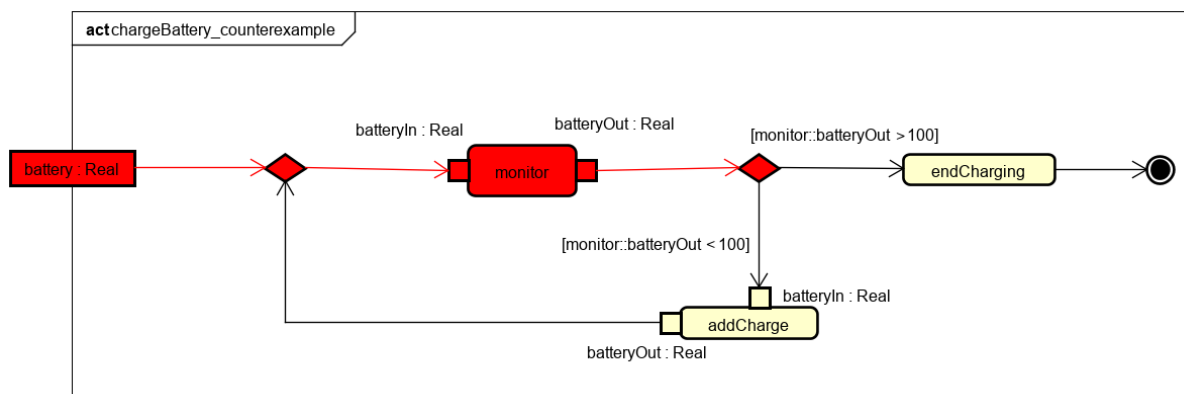 act chargeBattery_counterexample
batteryIn : Real
batteryOut : Real
[monitor::batteryOut > 100]
battery : Real
monitor
endCharging
[monitor::batteryOut < 100]
batteryIn : Real
addCharge
batteryOut : Real